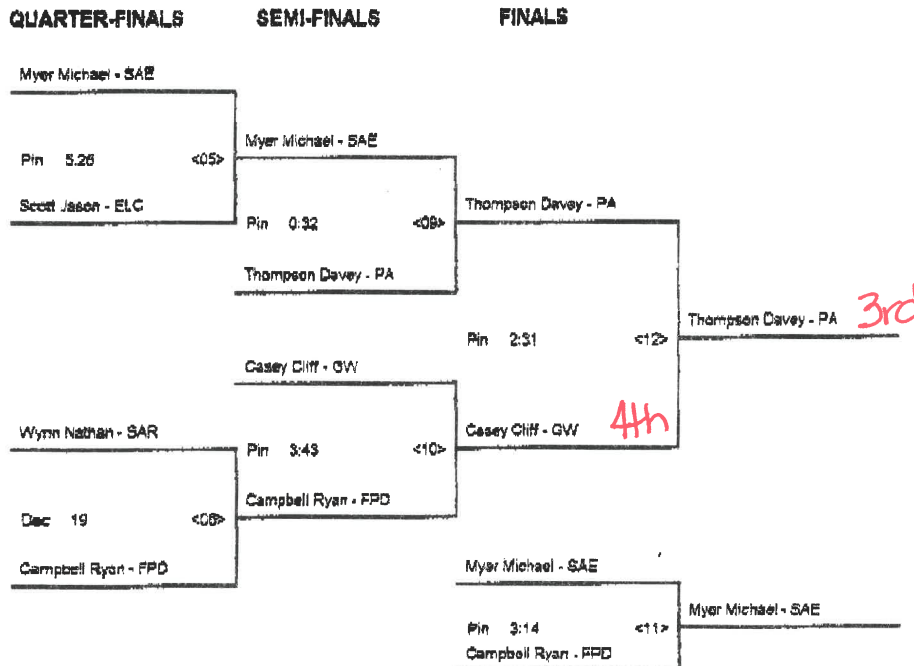 QUARTER-FINALS SEMI-FINALS FINALS
Myer Michael - SAE
Pin 5:26 <05>
Scott Jason - ELC
Myer Michael - SAE
Pin 0:32 <09>
Thompson Davey - PA
Thompson Davey - PA
Pin 2:31 <12>
Thompson Davey - PA 3rd
Casey Cliff - GW
Pin 3:43 <10>
Campbell Ryan - FPD
Casey Cliff - GW 4th
Wynn Nathan - SAR
Dec 19 <06>
Campbell Ryan - FPD
Myer Michael - SAE
Pin 3:14 <11>
Campbell Ryan - FPD
Myer Michael - SAE